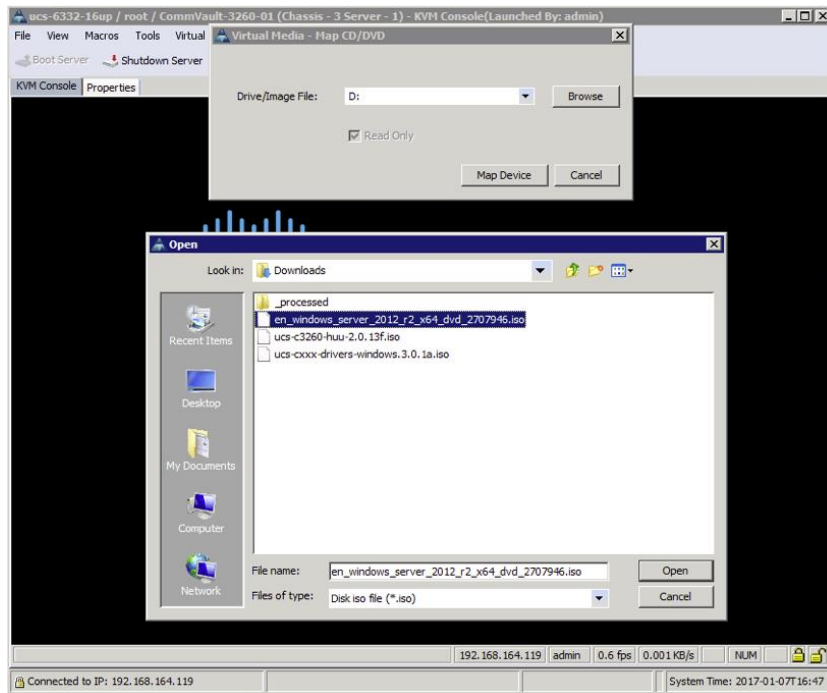 ucs-6332-16up / root / CommVault-3260-01 (Chassis - 3 Server - 1) - KVM Console(Launched By: admin)
File View Macros Tools Virtual
Virtual Media - Map CD/DVD
Boot Server Shutdown Server
KVM Console Properties
Drive/Image File: D: Browse
Read Only
Map Device Cancel
Open
Look in: Downloads
_processed
en_windows_server_2012_r2_x64_dvd_2707946.iso
ucs-c3260-huu-2.0.13f.iso
ucs-cxxx-drivers-windows.3.0.1a.iso
Recent Items
Desktop
My Documents
Computer
Network
File name: en_windows_server_2012_r2_x64_dvd_2707946.iso Open
Files of type: Disk iso file (*.iso) Cancel
192.168.164.119 admin 0.6 fps 0.001 KB/s NUM
Connected to IP: 192.168.164.119 System Time: 2017-01-07T16:47